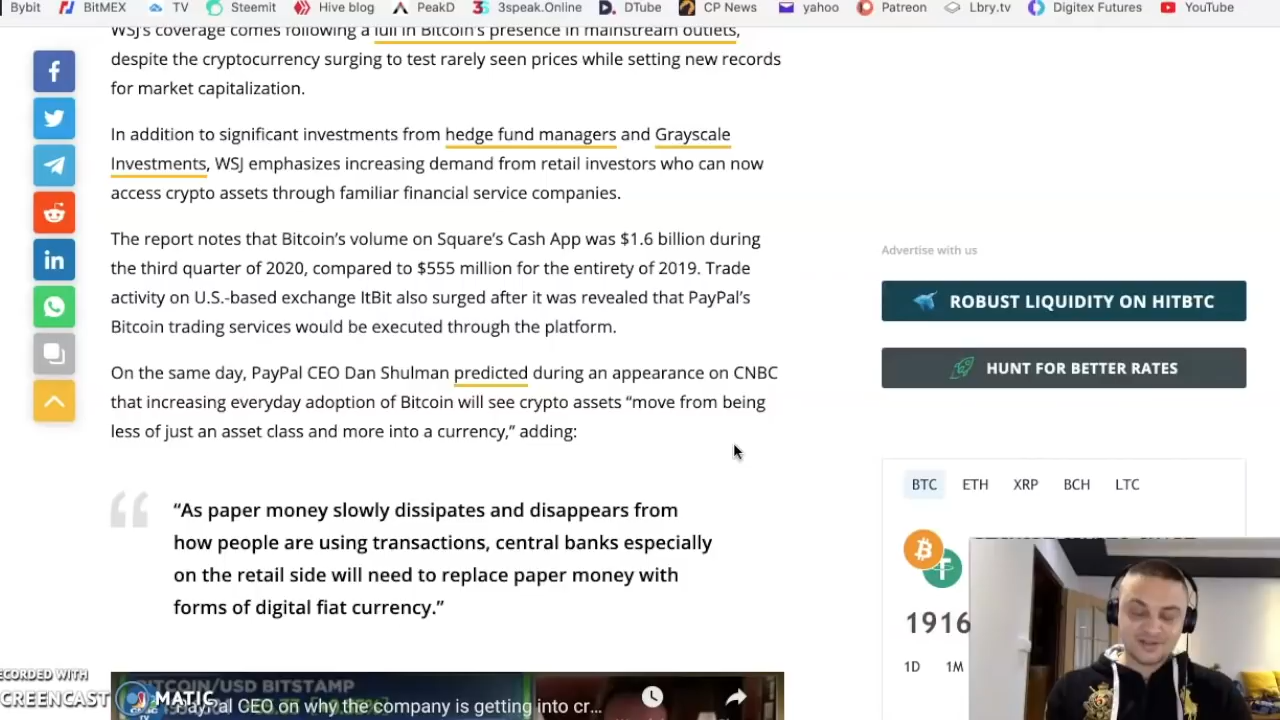 Bybit BitMEX TV Steemit Hive blog PeakD 3speak.Online DTube CP News yahoo Patreon Lbry.tv Digitex Futures YouTube
WSJ's coverage comes following a lull in Bitcoin's presence in mainstream outlets,
despite the cryptocurrency surging to test rarely seen prices while setting new records
for market capitalization.
In addition to significant investments from hedge fund managers and Grayscale
Investments, WSJ emphasizes increasing demand from retail investors who can now
access crypto assets through familiar financial service companies.
The report notes that Bitcoin's volume on Square's Cash App was $1.6 billion during
the third quarter of 2020, compared to $555 million for the entirety of 2019. Trade
activity on U.S.-based exchange ItBit also surged after it was revealed that PayPal's
Bitcoin trading services would be executed through the platform.
On the same day, PayPal CEO Dan Shulman predicted during an appearance on CNBC
that increasing everyday adoption of Bitcoin will see crypto assets “move from being
less of just an asset class and more into a currency,” adding:
“As paper money slowly dissipates and disappears from
how people are using transactions, central banks especially
on the retail side will need to replace paper money with
forms of digital fiat currency.”
Advertise with us
ROBUST LIQUIDITY ON HITBTC
HUNT FOR BETTER RATES
BTC ETH XRP BCH LTC
1916
1D 1M
BITCOIN/USD BITSTAMP
PayPal CEO on why the company is getting into cr...
RECORDED WITH
SCREENCAST MATIC